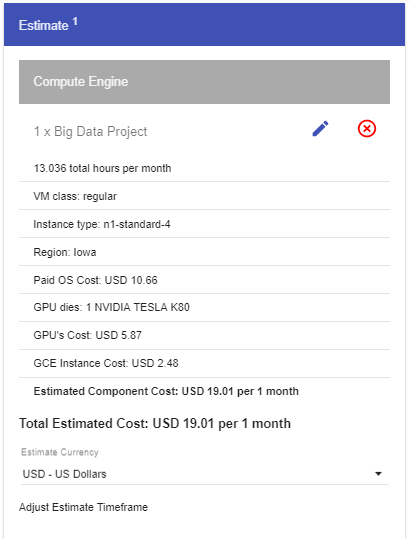 Estimate 1
Compute Engine
1 x Big Data Project
13.036 total hours per month
VM class: regular
Instance type: n1-standard-4
Region: Iowa
Paid OS Cost: USD 10.66
GPU dies: 1 NVIDIA TESLA K80
GPU's Cost: USD 5.87
GCE Instance Cost: USD 2.48
Estimated Component Cost: USD 19.01 per 1 month
Total Estimated Cost: USD 19.01 per 1 month
Estimate Currency
USD - US Dollars
Adjust Estimate Timeframe